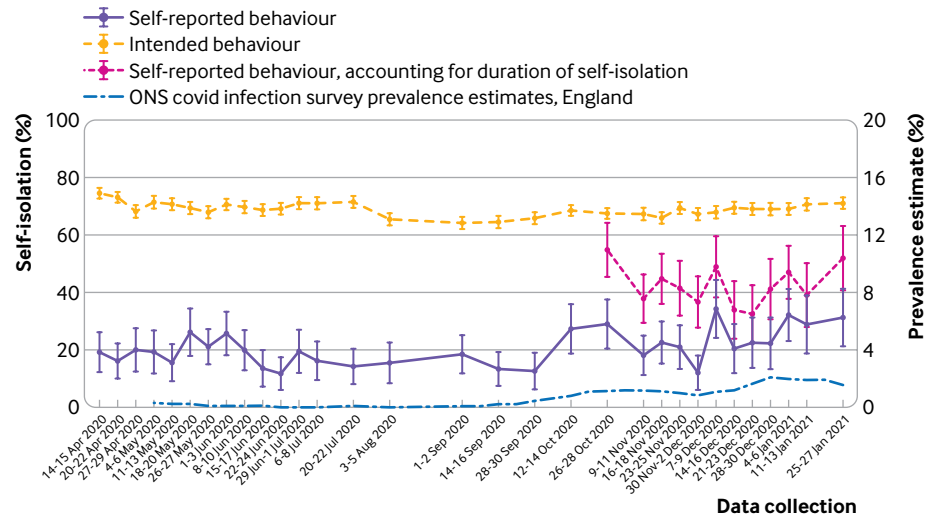 Self-reported behaviour
Intended behaviour
Self-reported behaviour, accounting for duration of self-isolation
ONS covid infection survey prevalence estimates, England
Self-isolation (%)
100
80
60
40
20
0
Prevalence estimate (%)
20
16
12
8
4
0
14-15 Apr 2020
20-22 Apr 2020
27-29 Apr 2020
4-6 May 2020
11-13 May 2020
18-20 May 2020
26-27 May 2020
1-3 Jun 2020
8-10 Jun 2020
15-17 Jun 2020
22-24 Jun 2020
29 Jun-1 Jul 2020
6-8 Jul 2020
20-22 Jul 2020
3-5 Aug 2020
1-2 Sep 2020
14-16 Sep 2020
28-30 Sep 2020
12-14 Oct 2020
26-28 Oct 2020
9-11 Nov 2020
16-18 Nov 2020
23-25 Nov 2020
30 Nov-2 Dec 2020
7-9 Dec 2020
14-16 Dec 2020
21-23 Dec 2020
28-30 Dec 2020
4-6 Jan 2021
11-13 Jan 2021
25-27 Jan 2021
Data collection